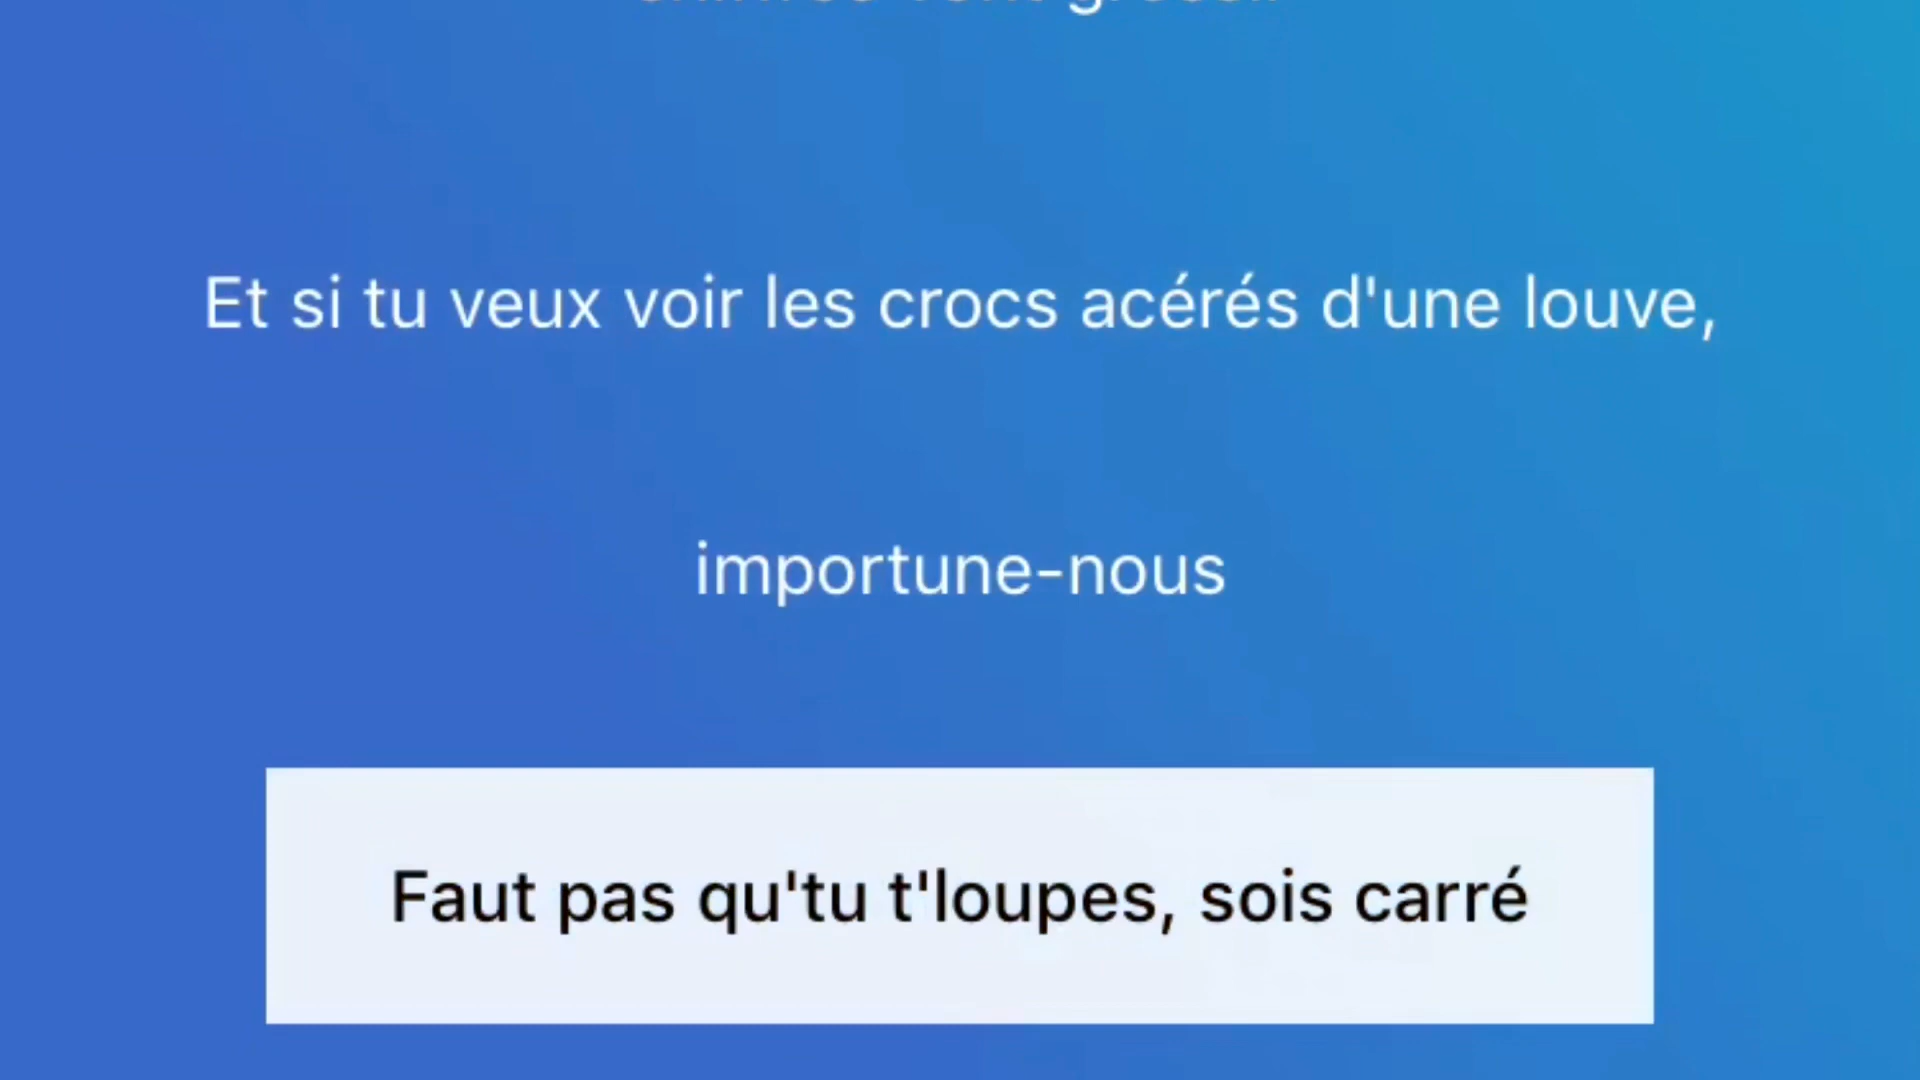 Et si tu veux voir les crocs acérés d'une louve,
importune-nous
Faut pas qu'tu t'loupes, sois carré